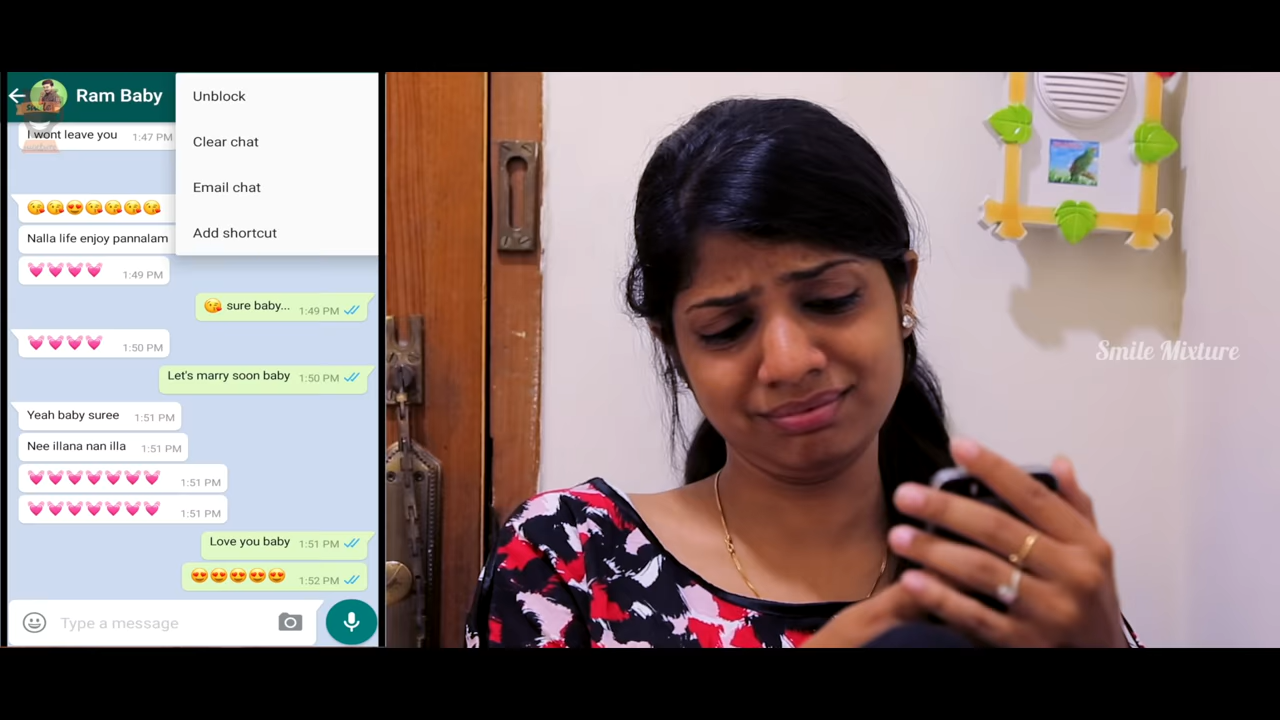 Ram Baby
Unblock
Clear chat
Email chat
Add shortcut
I wont leave you 1:47 PM
Nalla life enjoy pannalam
1:49 PM
sure baby... 1:49 PM
1:50 PM
Let's marry soon baby 1:50 PM
Yeah baby suree 1:51 PM
Nee illana nan illa 1:51 PM
1:51 PM
1:51 PM
Love you baby 1:51 PM
1:52 PM
Type a message
Smile Mixture